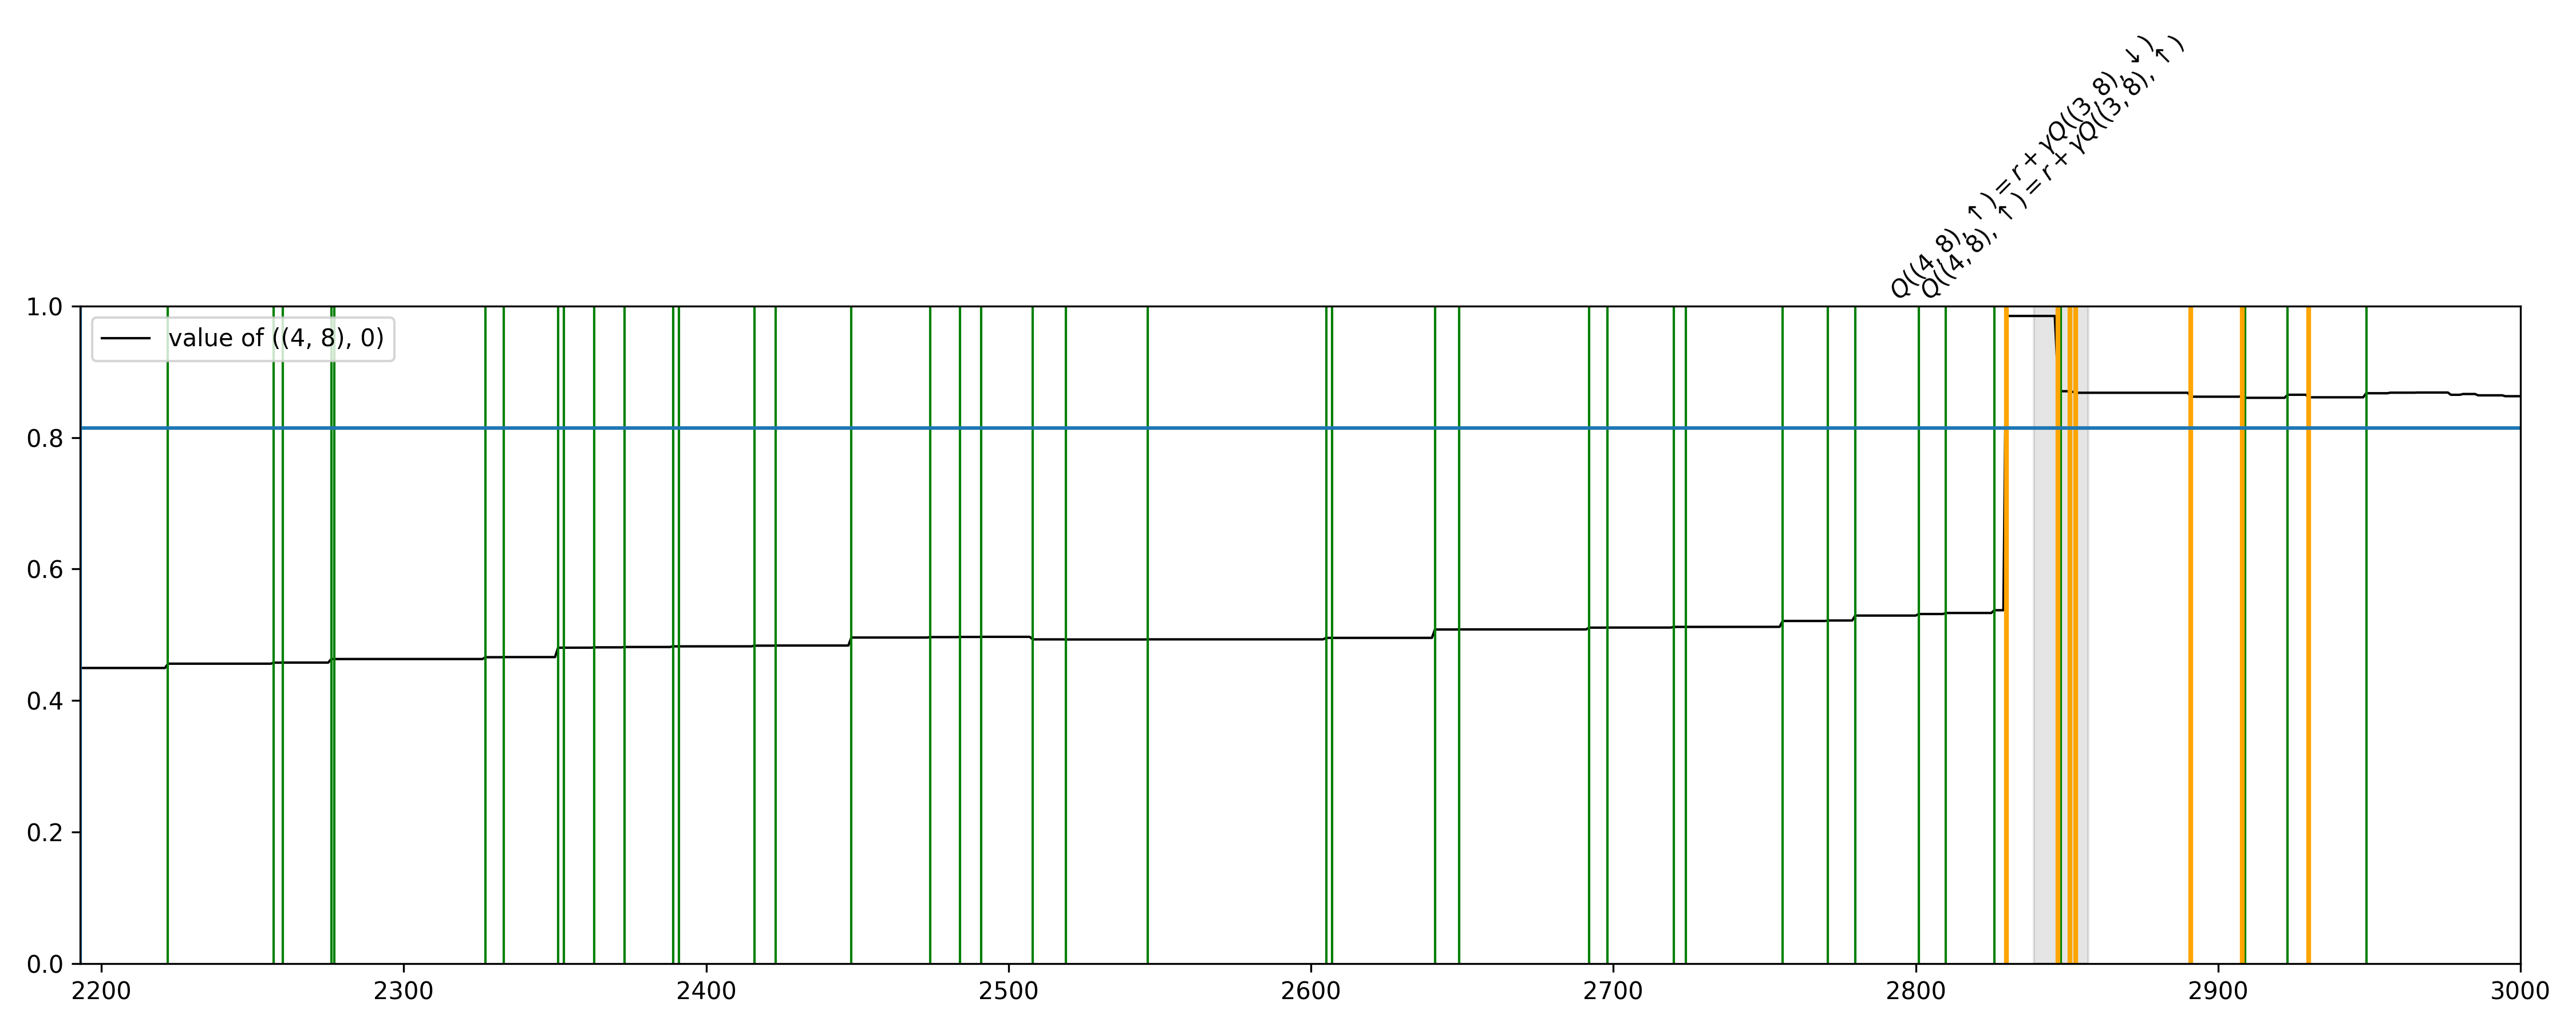 Q((4, 8), ↑) = r + γQ((3, 8), ↓)
Q((4, 8), ↑) = r + γQ((3, 8), ↑)
value of ((4, 8), 0)
1.0
0.8
0.6
0.4
0.2
0.0
2200 2300 2400 2500 2600 2700 2800 2900 3000